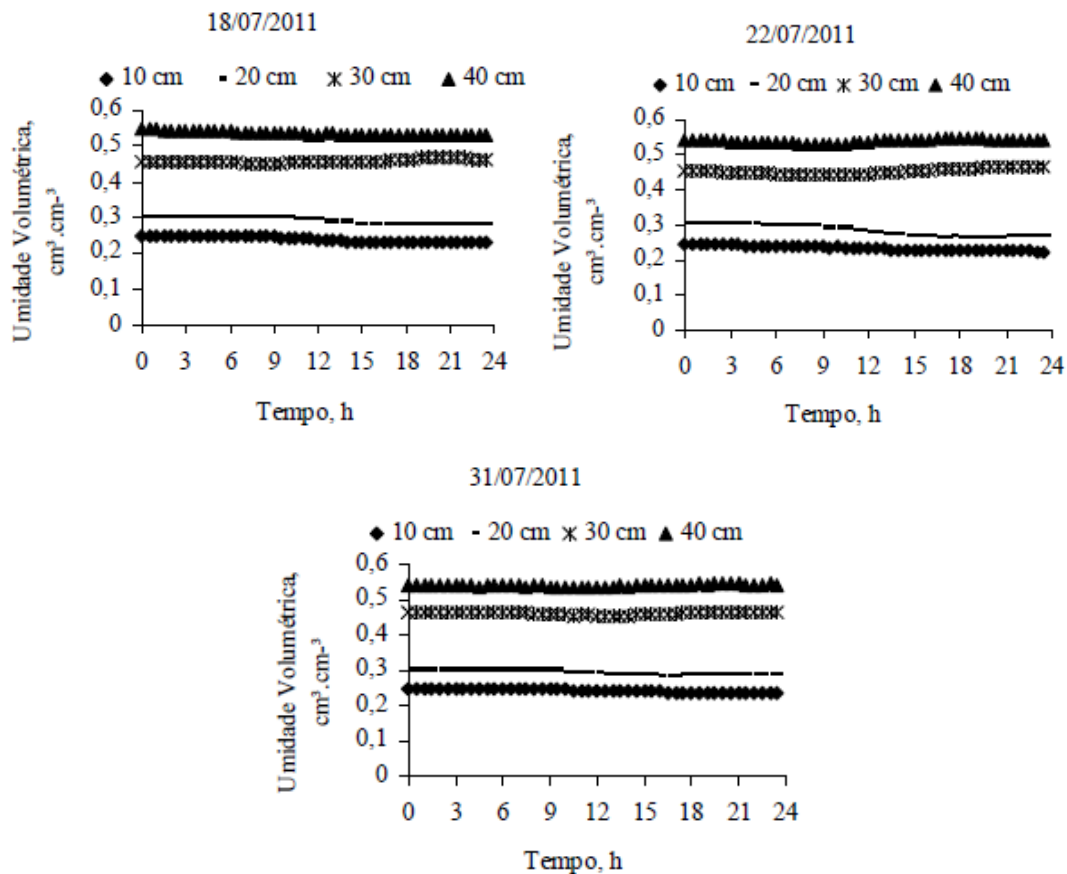 18/07/2011
10 cm 20 cm 30 cm 40 cm
Umidade Volumétrica,
cm³.cm-³
0,6
0,5
0,4
0,3
0,2
0,1
0
0 3 6 9 12 15 18 21 24
Tempo, h
22/07/2011
10 cm 20 cm 30 cm 40 cm
Umidade Volumétrica,
cm³.cm-³
0,6
0,5
0,4
0,3
0,2
0,1
0
0 3 6 9 12 15 18 21 24
Tempo, h
31/07/2011
10 cm 20 cm 30 cm 40 cm
Umidade Volumétrica,
cm³.cm-³
0,6
0,5
0,4
0,3
0,2
0,1
0
0 3 6 9 12 15 18 21 24
Tempo, h